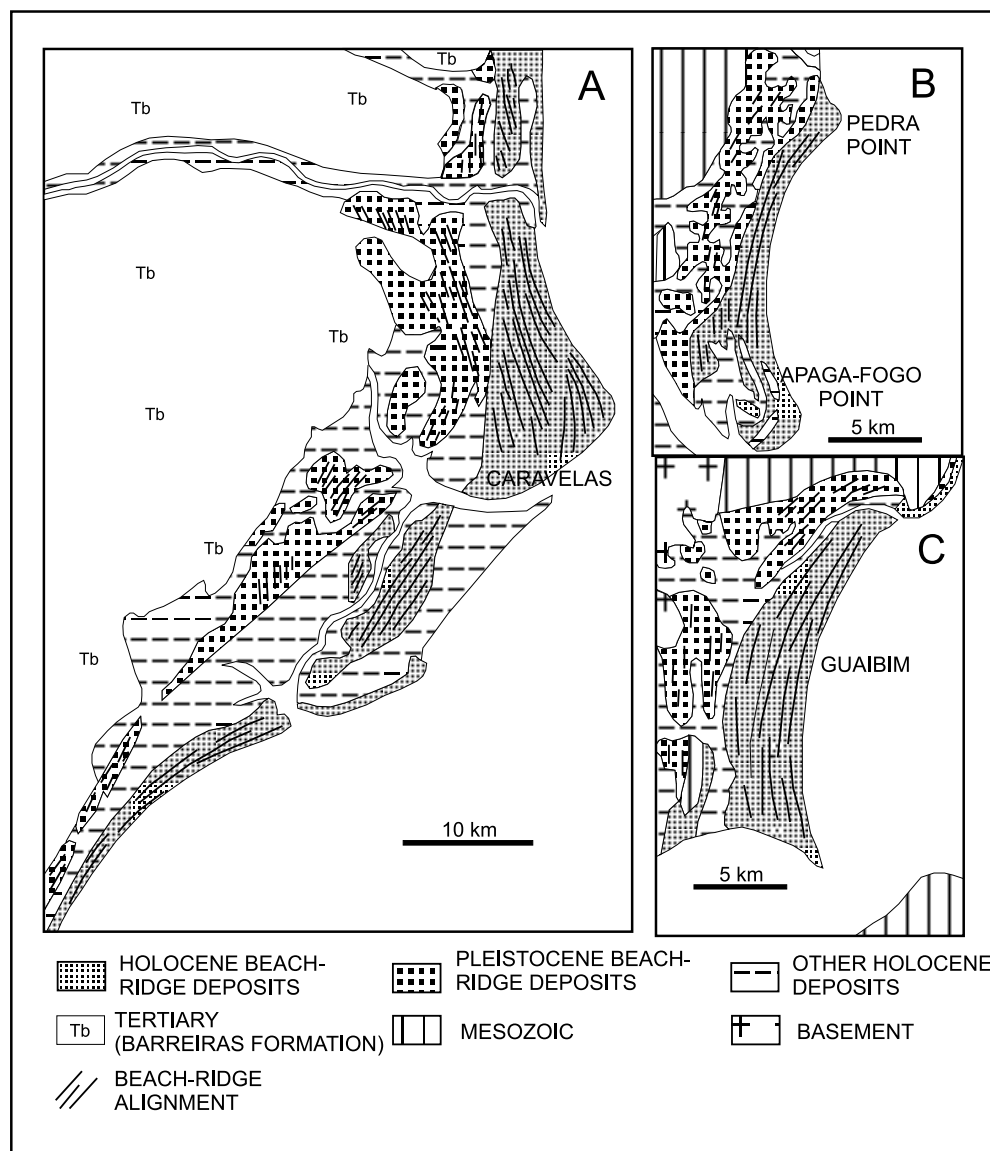 A
Tb
Tb
Tb
Tb
Tb
Tb
Tb
Tb
CARAVELAS
10 km
B
PEDRA
POINT
APAGA-FOGO
POINT
5 km
C
GUAIBIM
5 km
HOLOCENE BEACH-
RIDGE DEPOSITS
PLEISTOCENE BEACH-
RIDGE DEPOSITS
OTHER HOLOCENE
DEPOSITS
Tb
TERTIARY
(BARREIRAS FORMATION)
MESOZOIC
BASEMENT
BEACH-RIDGE
ALIGNMENT